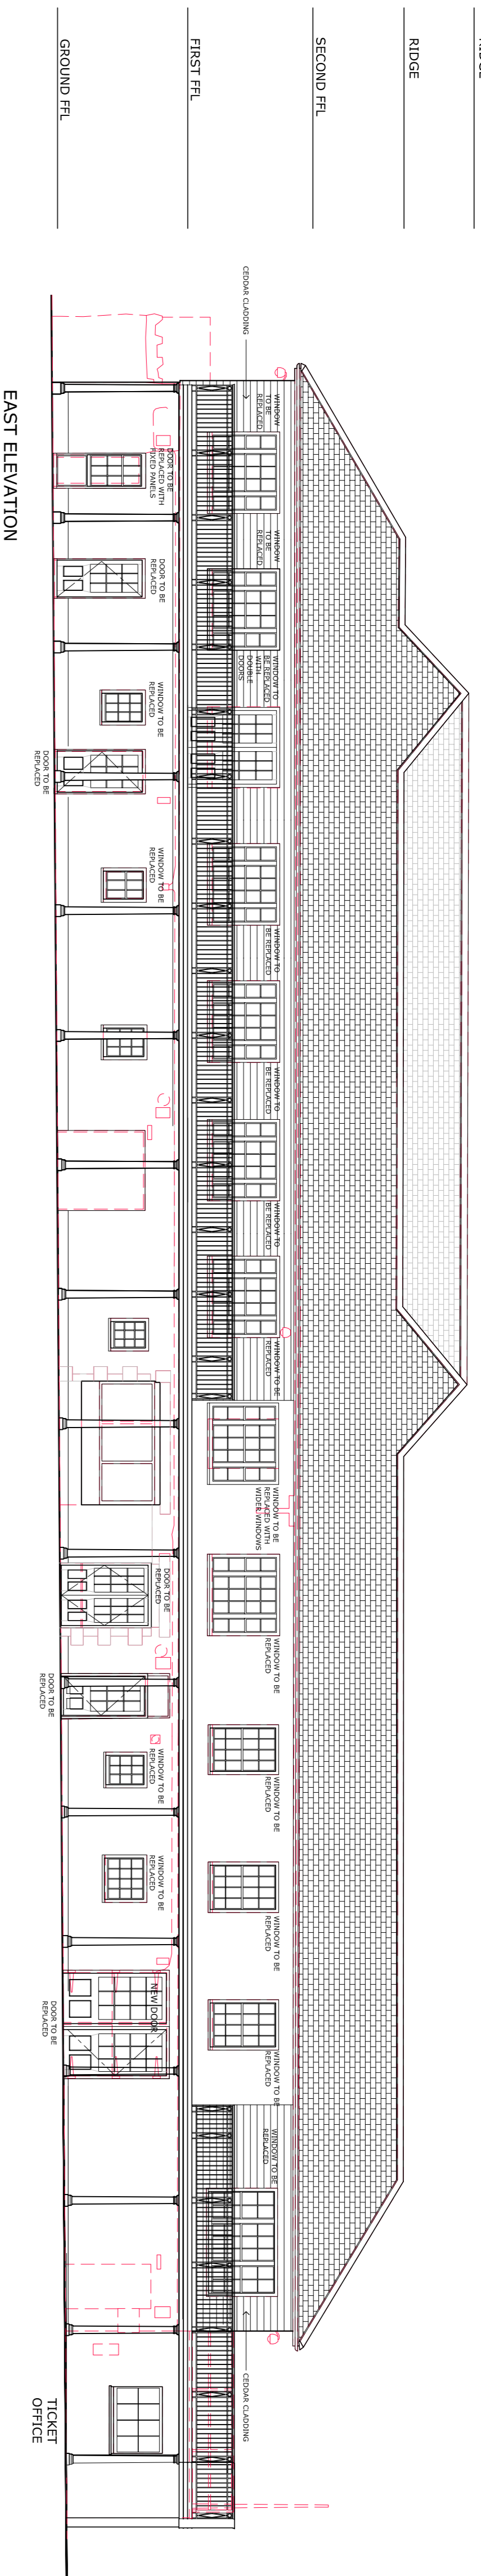 RIDGE
RIDGE
SECOND FFL
FIRST FFL
GROUND FFL
CEDDAR CLADDING
WINDOW
TO BE
REPLACED
WINDOW
TO BE
REPLACED
WINDOW TO
BE REPLACED
WITH
DOUBLE
DOORS
WINDOW TO
BE REPLACED
WINDOW TO
BE REPLACED
WINDOW TO
BE REPLACED
WINDOW TO BE
REPLACED
WINDOW TO BE
REPLACED WITH
WIDER WINDOWS
WINDOW TO BE
REPLACED
WINDOW TO BE
REPLACED
WINDOW TO BE
REPLACED
WINDOW TO BE
REPLACED
WINDOW TO BE
REPLACED
CEDDAR CLADDING
DOOR TO BE
REPLACED WITH
FIXED PANELS
DOOR TO BE
REPLACED
WINDOW TO BE
REPLACED
DOOR TO BE
REPLACED
WINDOW TO BE
REPLACED
DOOR TO BE
REPLACED
DOOR TO BE
REPLACED
WINDOW TO BE
REPLACED
WINDOW TO BE
REPLACED
NEW DOOR
DOOR TO BE
REPLACED
TICKET
OFFICE
EAST ELEVATION